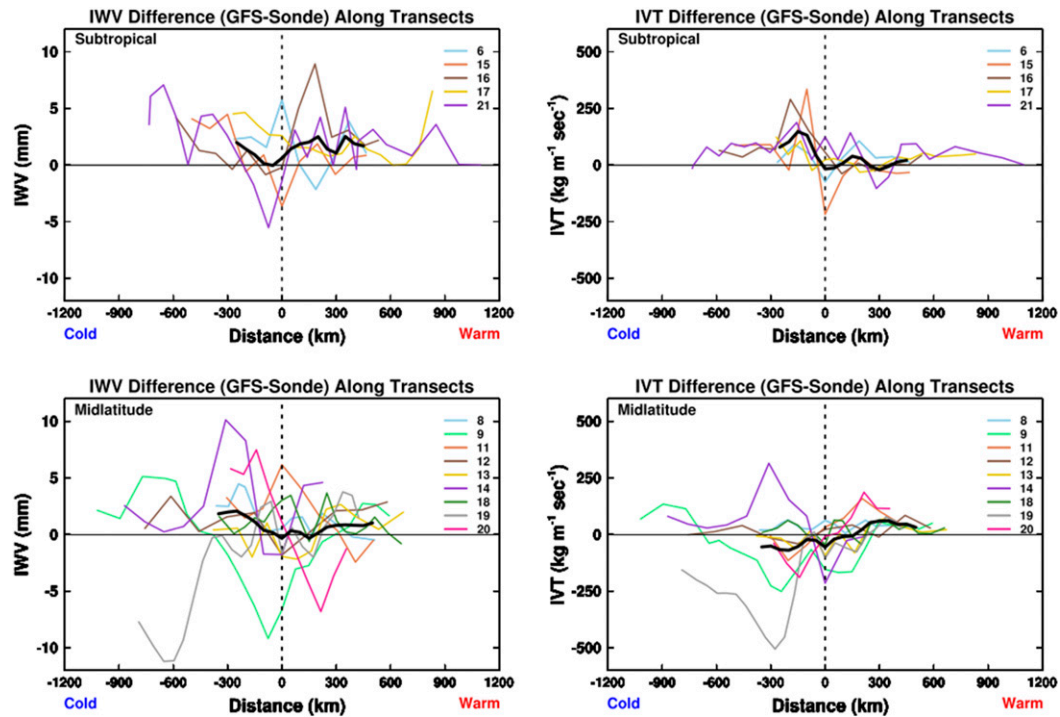 IWV Difference (GFS-Sonde) Along Transects
Subtropical
10
5
0
-5
-10
IWV (mm)
6
15
16
17
21
-1200 -900 -600 -300 0 300 600 900 1200
Cold Distance (km) Warm
IVT Difference (GFS-Sonde) Along Transects
Subtropical
500
250
0
-250
-500
IVT (kg m⁻¹ sec⁻¹)
6
15
16
17
21
-1200 -900 -600 -300 0 300 600 900 1200
Cold Distance (km) Warm
IWV Difference (GFS-Sonde) Along Transects
Midlatitude
10
5
0
-5
-10
IWV (mm)
8
9
11
12
13
14
18
19
20
-1200 -900 -600 -300 0 300 600 900 1200
Cold Distance (km) Warm
IVT Difference (GFS-Sonde) Along Transects
Midlatitude
500
250
0
-250
-500
IVT (kg m⁻¹ sec⁻¹)
8
9
11
12
13
14
18
19
20
-1200 -900 -600 -300 0 300 600 900 1200
Cold Distance (km) Warm